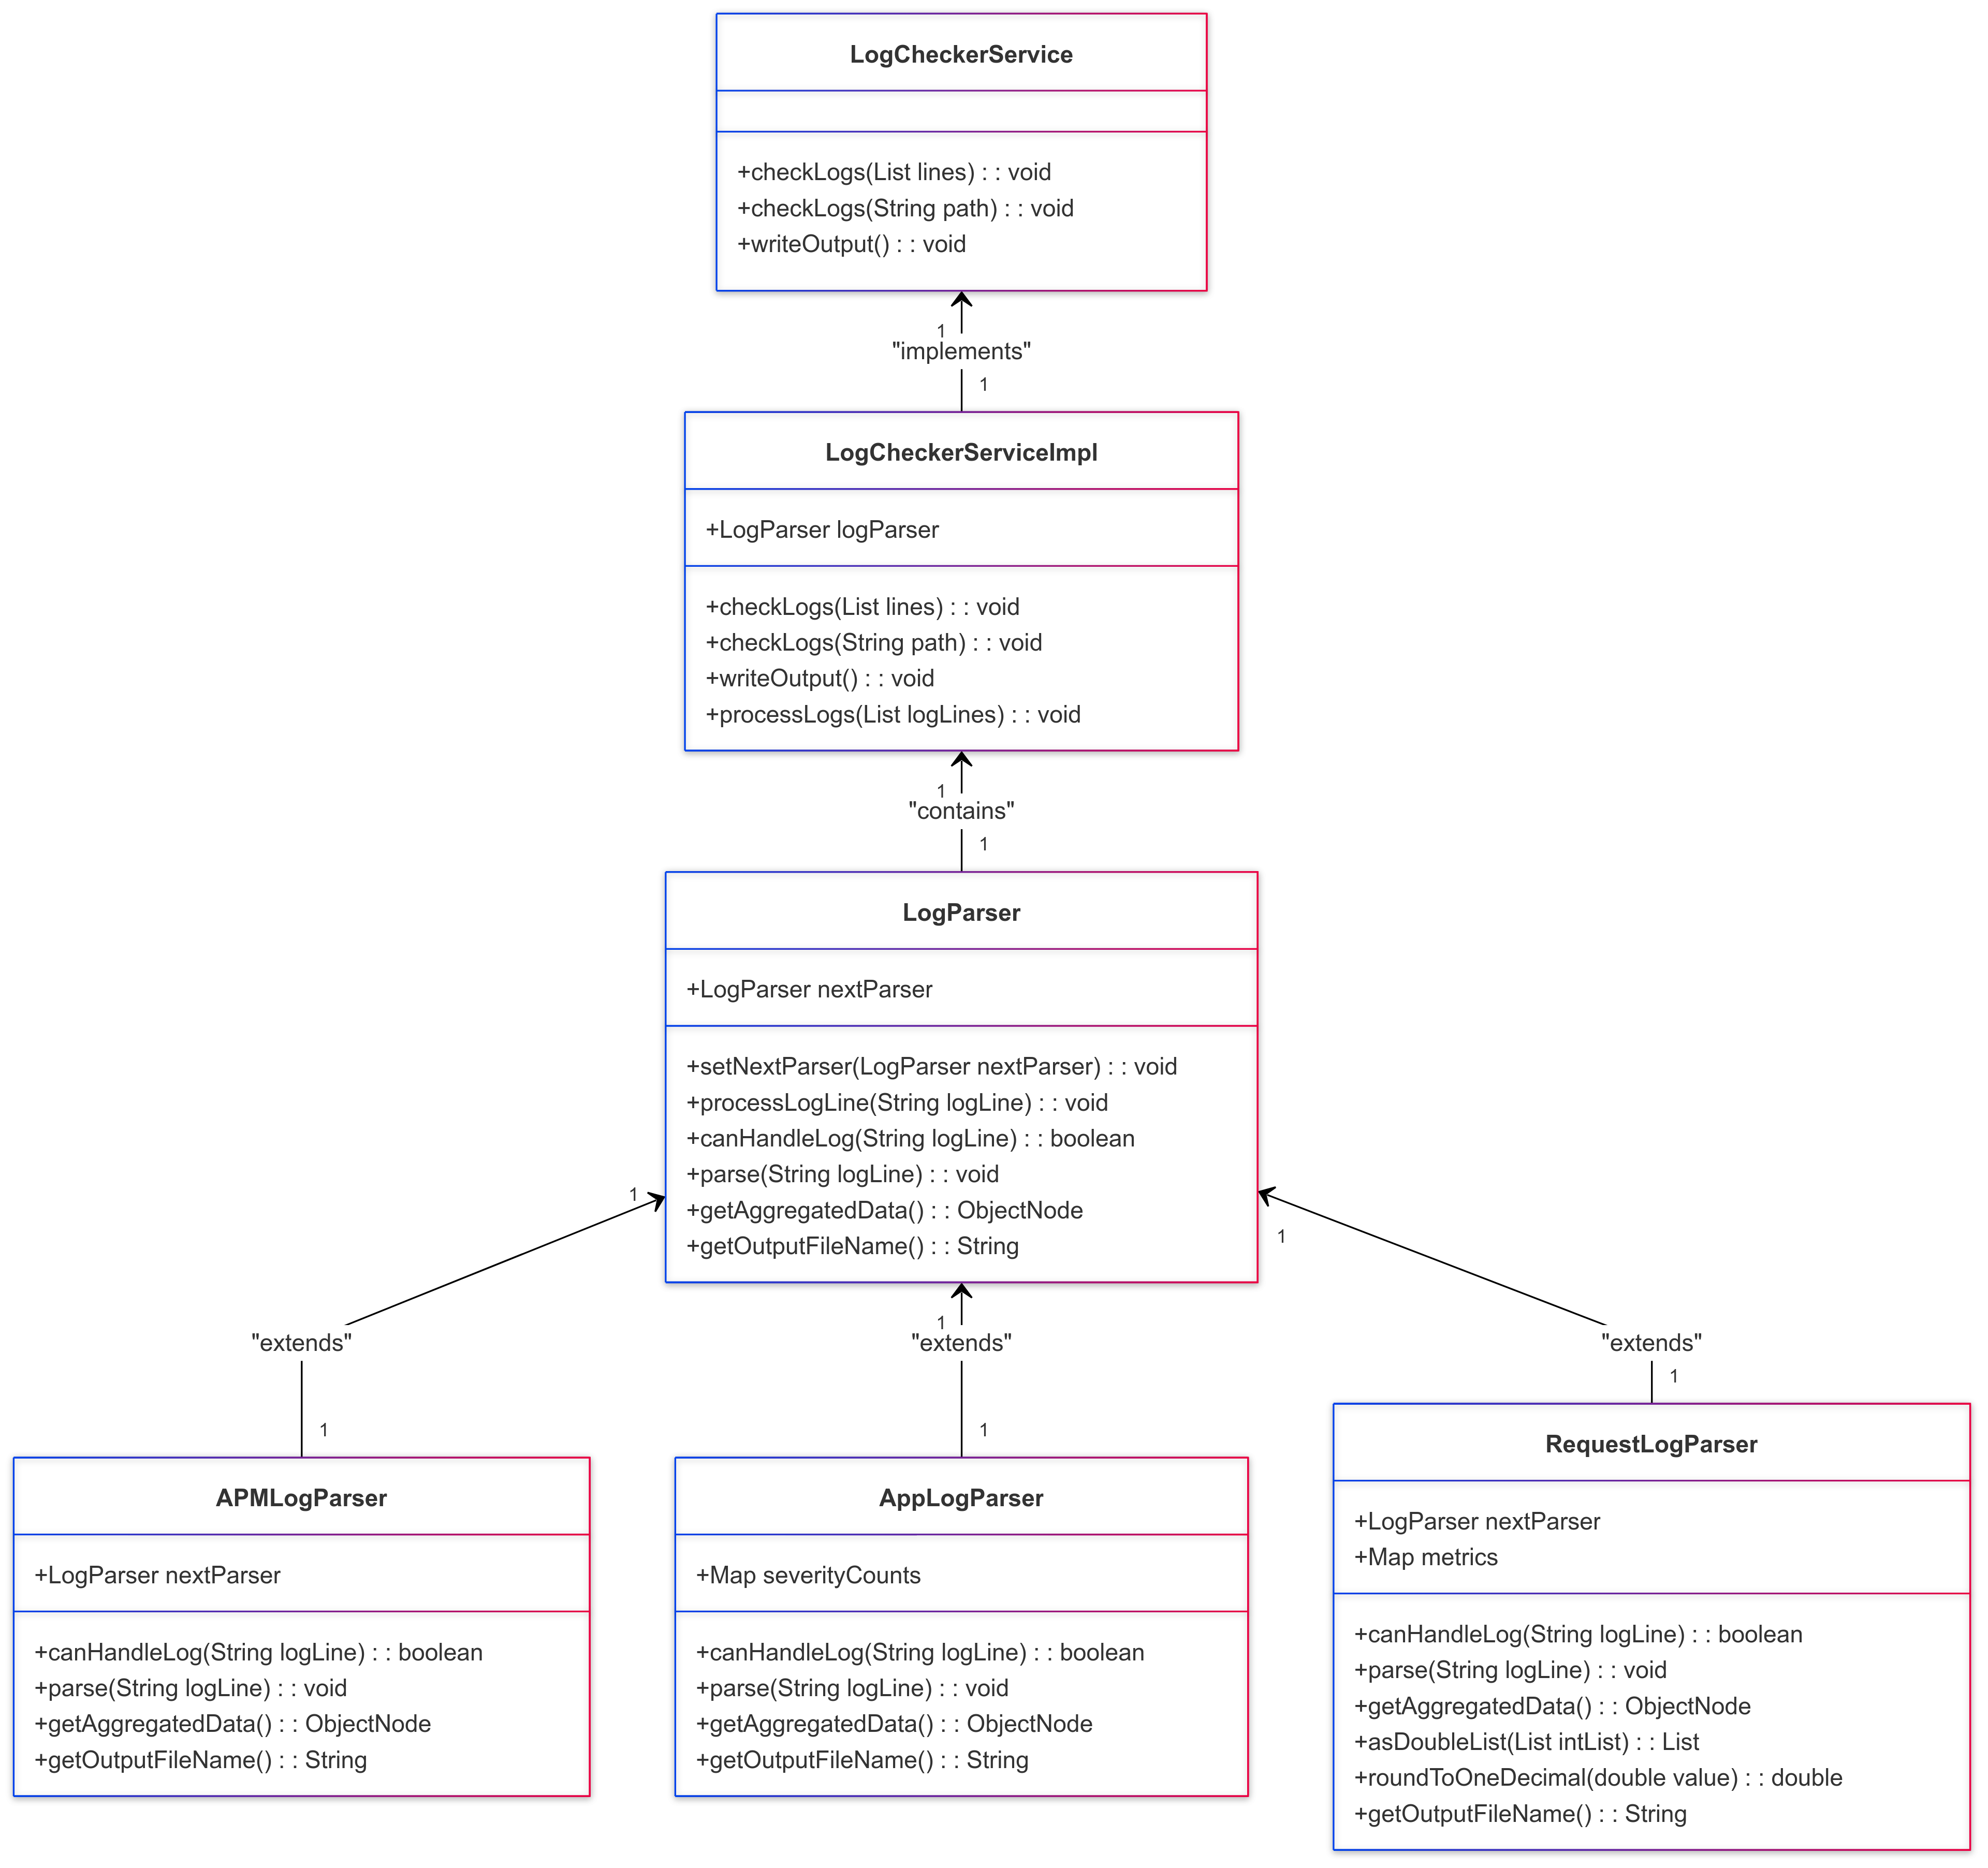 LogCheckerService
+checkLogs(List lines) : : void
+checkLogs(String path) : : void
+writeOutput() : : void
1
"implements"
1
LogCheckerServiceImpl
+LogParser logParser
+checkLogs(List lines) : : void
+checkLogs(String path) : : void
+writeOutput() : : void
+processLogs(List logLines) : : void
1
"contains"
1
LogParser
+LogParser nextParser
+setNextParser(LogParser nextParser) : : void
+processLogLine(String logLine) : : void
+canHandleLog(String logLine) : : boolean
+parse(String logLine) : : void
+getAggregatedData() : : ObjectNode
+getOutputFileName() : : String
1
"extends"
1
1
"extends"
1
1
"extends"
1
APMLogParser
+LogParser nextParser
+canHandleLog(String logLine) : : boolean
+parse(String logLine) : : void
+getAggregatedData() : : ObjectNode
+getOutputFileName() : : String
AppLogParser
+Map severityCounts
+canHandleLog(String logLine) : : boolean
+parse(String logLine) : : void
+getAggregatedData() : : ObjectNode
+getOutputFileName() : : String
RequestLogParser
+LogParser nextParser
+Map metrics
+canHandleLog(String logLine) : : boolean
+parse(String logLine) : : void
+getAggregatedData() : : ObjectNode
+asDoubleList(List intList) : : List
+roundToOneDecimal(double value) : : double
+getOutputFileName() : : String